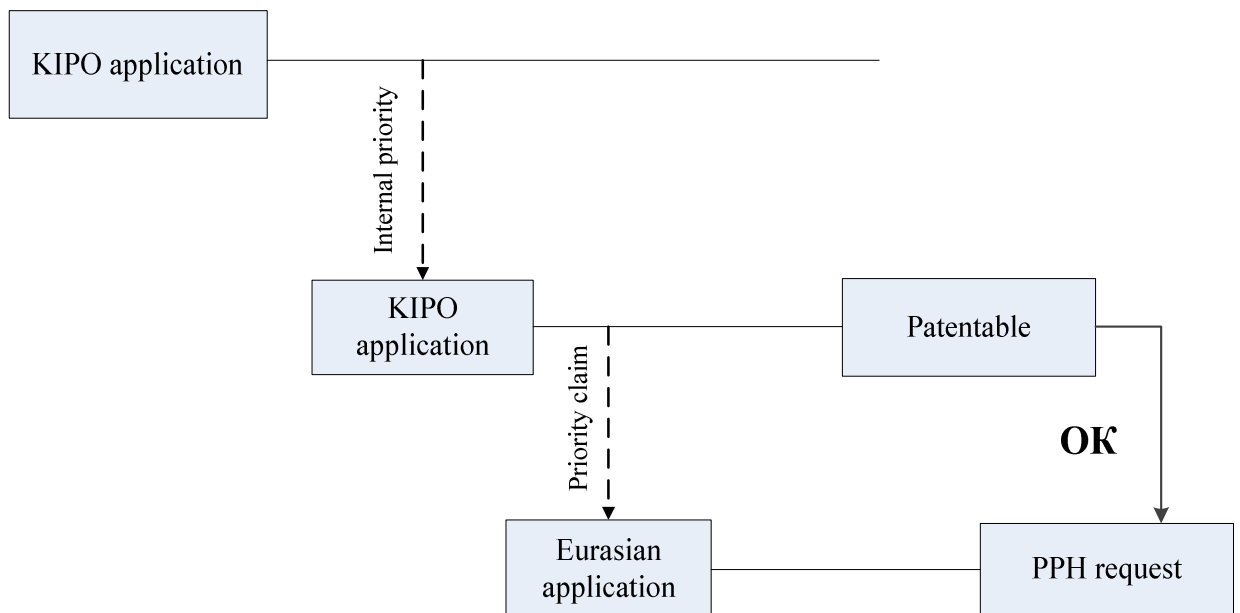 KIPO application
Internal priority
KIPO
application
Patentable
Priority claim
OK
Eurasian
application
PPH request